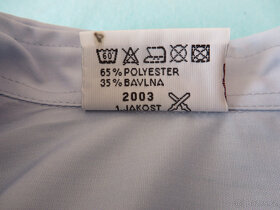 60
65% POLYESTER
35% BAVLNA
2003
1. JAKOST